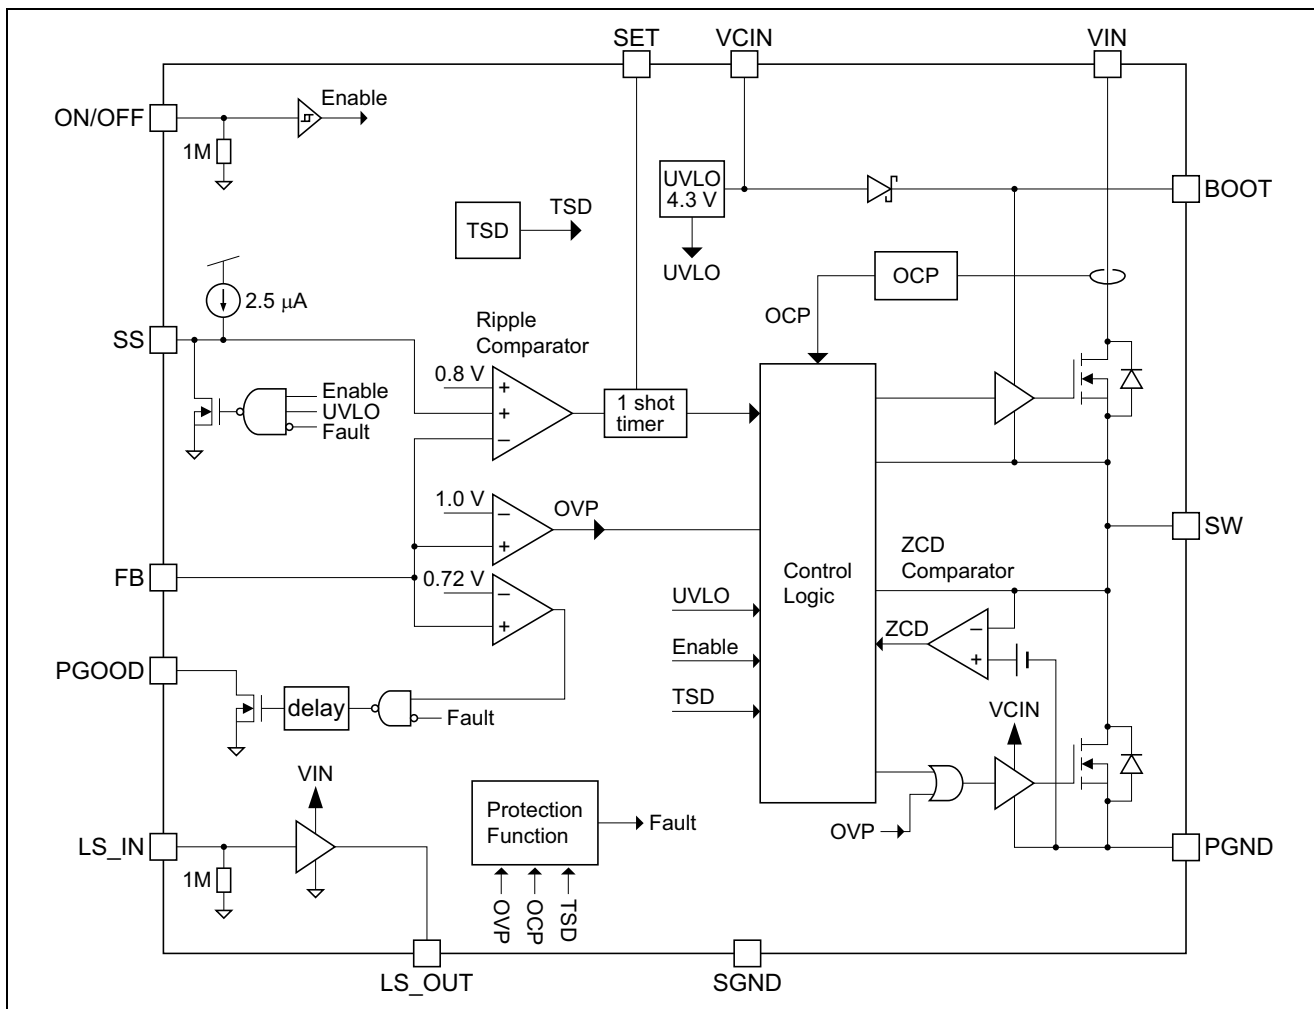 SET
VCIN
VIN
ON/OFF
Enable
1M
UVLO
4.3 V
BOOT
TSD
TSD
UVLO
OCP
2.5 μA
OCP
SS
Ripple
Comparator
0.8 V
+
+
−
1 shot
timer
Enable
UVLO
Fault
1.0 V
−
+
OVP
SW
ZCD
Comparator
FB
0.72 V
−
+
Control
Logic
UVLO
ZCD
−
+
Enable
PGOOD
TSD
delay
Fault
VCIN
VIN
Protection
Function
Fault
OVP
LS_IN
PGND
1M
OVP
OCP
TSD
LS_OUT
SGND